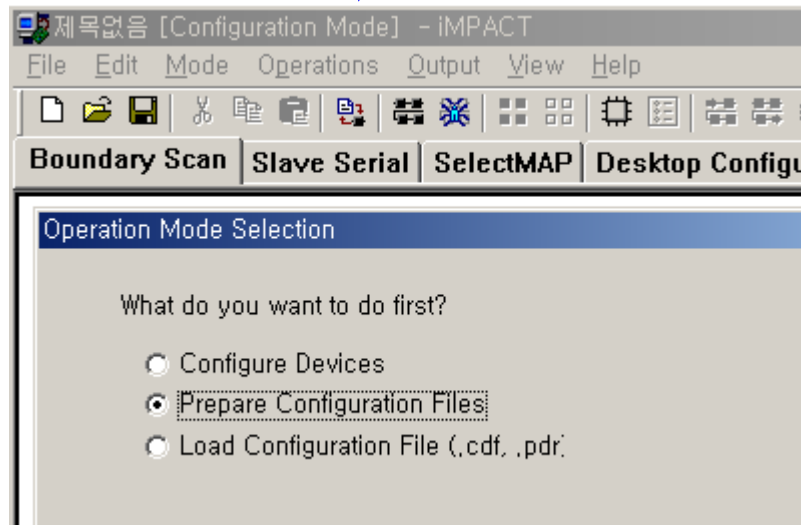 제목없음 [Configuration Mode] - iMPACT
File Edit Mode Operations Output View Help
Boundary Scan Slave Serial SelectMAP Desktop Configu
Operation Mode Selection
What do you want to do first?
Configure Devices
Prepare Configuration Files
Load Configuration File (,cdf, ,pdr)